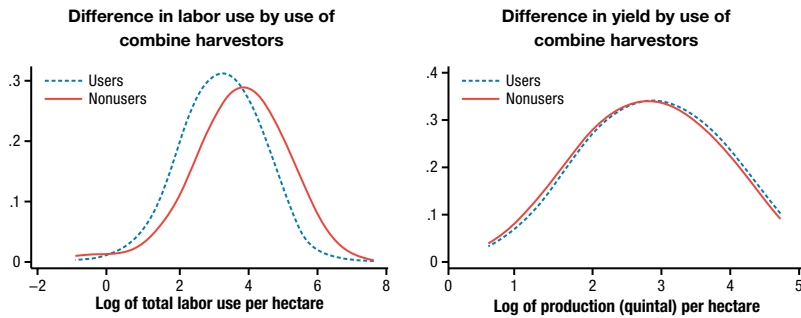 Difference in labor use by use of
combine harvestors
Users
Nonusers
.3
.2
.1
0
−2
0
2
4
6
8
Log of total labor use per hectare
Difference in yield by use of
combine harvestors
Users
Nonusers
.4
.3
.2
.1
0
0
1
2
3
4
5
Log of production (quintal) per hectare